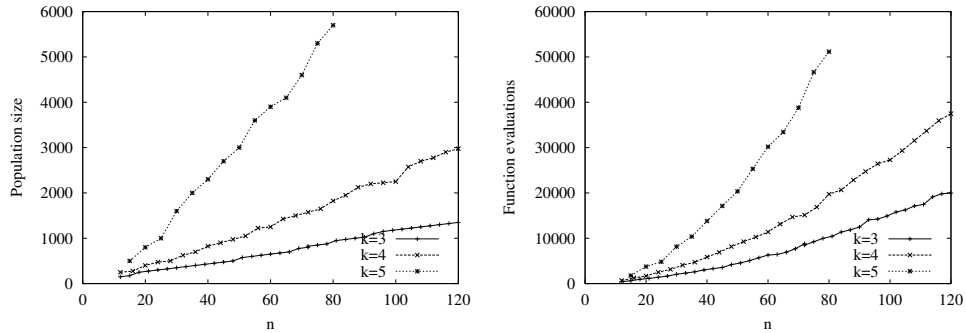 6000
5000
4000
3000
2000
1000
0
Population size
0 20 40 60 80 100 120
n
k=3
k=4
k=5
60000
50000
40000
30000
20000
10000
0
Function evaluations
0 20 40 60 80 100 120
n
k=3
k=4
k=5